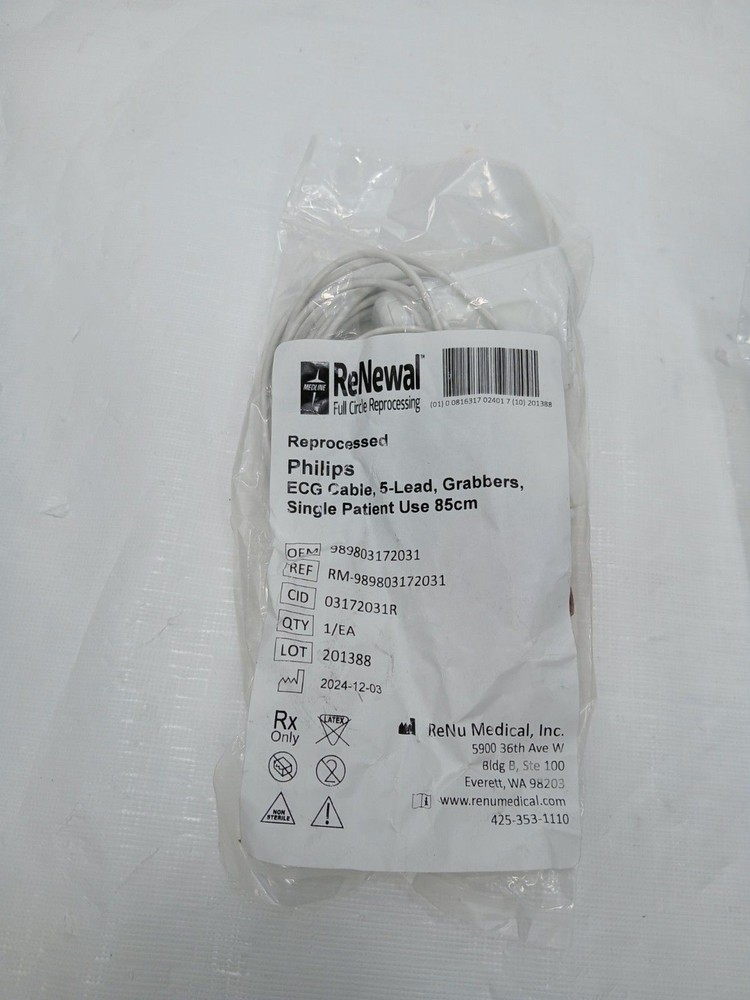 MEDLINE
ReNewal™
Full Circle Reprocessing
(01) 0 0816317 02401 7 (10) 201388
Reprocessed
Philips
ECG Cable, 5-Lead, Grabbers,
Single Patient Use 85cm
OEM 989803172031
REF RM-989803172031
CID 03172031R
QTY 1/EA
LOT 201388
2024-12-03
Rx
Only
LATEX
2
NON
STERILE
!
ReNu Medical, Inc.
5900 36th Ave W
Bldg B, Ste 100
Everett, WA 98203
i www.renumedical.com
425-353-1110